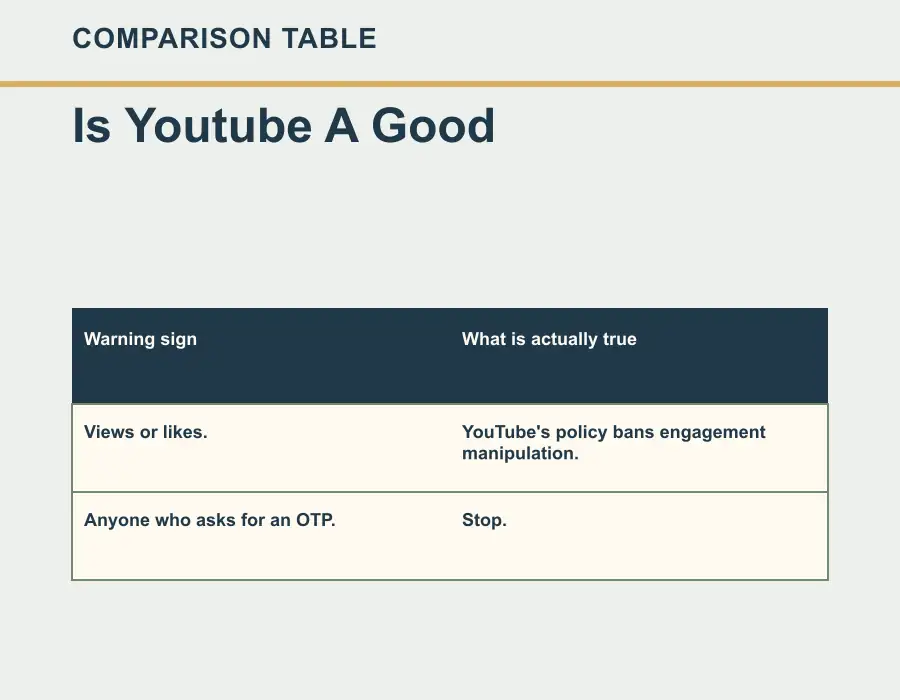 COMPARISON TABLE
Is Youtube A Good
Warning sign
What is actually true
Views or likes.
YouTube's policy bans engagement
manipulation.
Anyone who asks for an OTP.
Stop.